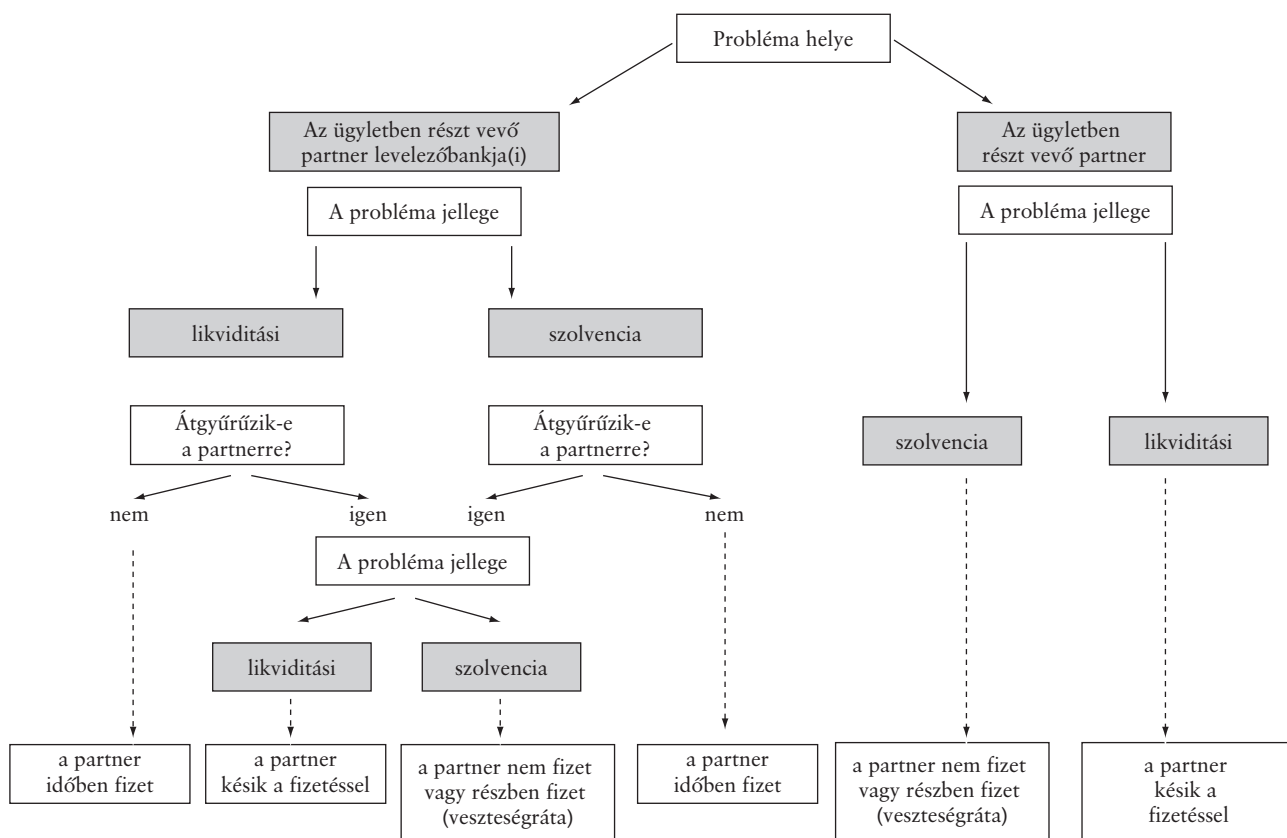 Probléma helye
Az ügyletben részt vevő
partner levelezőbankja(i)
Az ügyletben
részt vevő partner
A probléma jellege
A probléma jellege
likviditási
szolvencia
Átgyűrűzik-e
a partnerre?
Átgyűrűzik-e
a partnerre?
szolvencia
likviditási
nem
igen
igen
nem
A probléma jellege
likviditási
szolvencia
a partner
időben fizet
a partner
késik a fizetéssel
a partner nem fizet
vagy részben fizet
(veszteségráta)
a partner
időben fizet
a partner nem fizet
vagy részben fizet
(veszteségráta)
a partner
késik a
fizetéssel